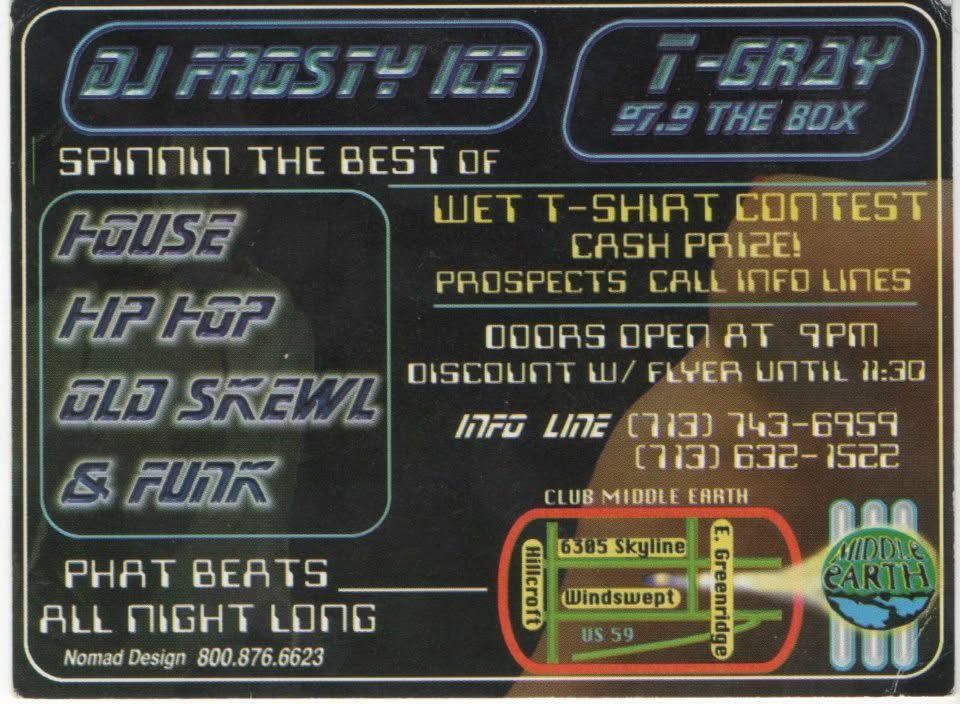 DJ FROSTY ICE
T-GRAY
97.9 THE BOX
SPINNIN THE BEST OF
HOUSE
HIP HOP
OLD SKEWL
& FUNK
WET T-SHIRT CONTEST
CASH PRIZE!
PROSPECTS CALL INFO LINES
DOORS OPEN AT 9PM
DISCOUNT W/ FLYER UNTIL 11:30
INFO LINE (713) 743-6959
(713) 632-1522
CLUB MIDDLE EARTH
Hillcroft
6305 Skyline
E. Greenridge
Windswept
US 59
MIDDLE
EARTH
PHAT BEATS
ALL NIGHT LONG
Nomad Design 800.876.6623